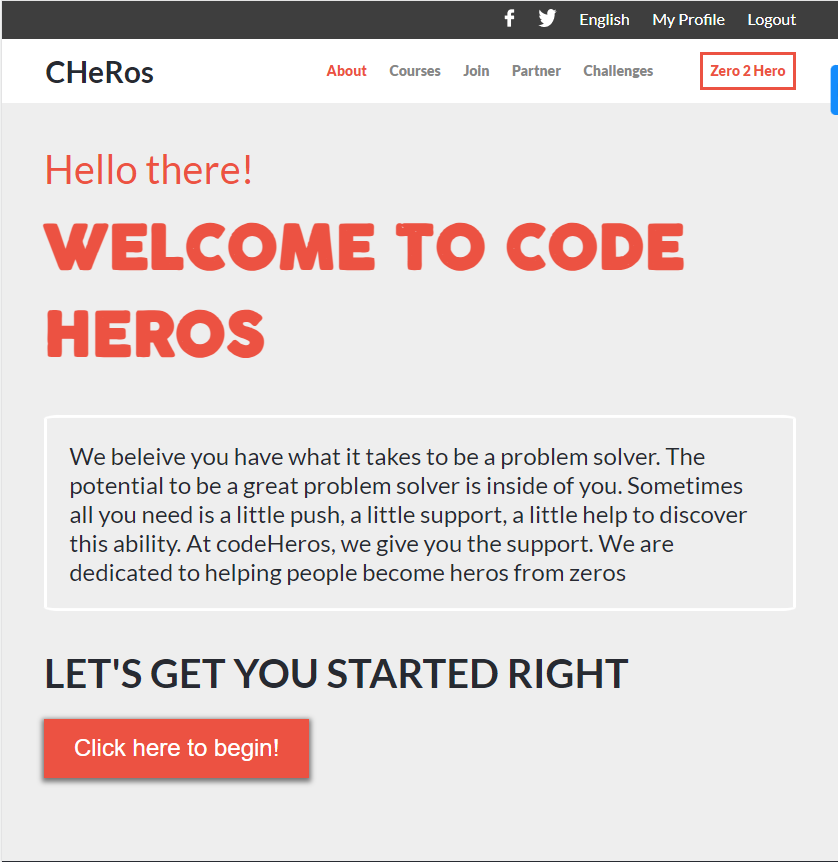 English My Profile Logout
CHeRos
About Courses Join Partner Challenges Zero 2 Hero
Hello there!
WELCOME TO CODE
HEROS
We beleive you have what it takes to be a problem solver. The
potential to be a great problem solver is inside of you. Sometimes
all you need is a little push, a little support, a little help to discover
this ability. At codeHeros, we give you the support. We are
dedicated to helping people become heros from zeros
LET'S GET YOU STARTED RIGHT
Click here to begin!